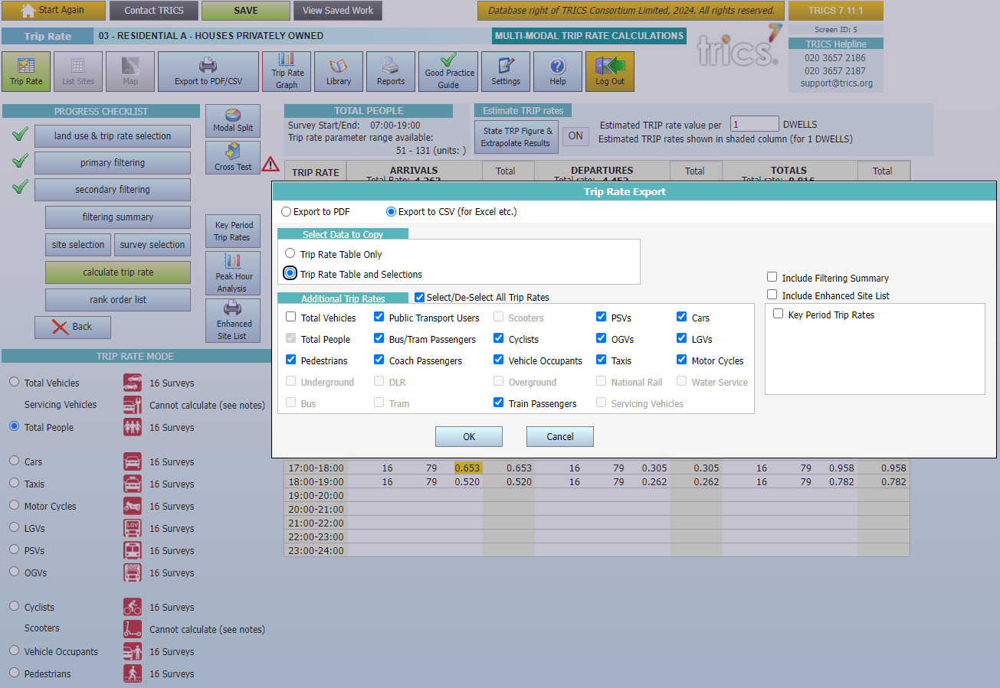 Start Again
Contact TRICS
SAVE
View Saved Work
Database right of TRICS Consortium Limited, 2024. All rights reserved.
TRICS 7.11.1
Trip Rate
03 - RESIDENTIAL A - HOUSES PRIVATELY OWNED
MULTI-MODAL TRIP RATE CALCULATIONS
trics 7
Screen ID: 5
TRICS Helpline
020 3657 2186
020 3657 2187
support@trics.org
Trip Rate
List Sites
Map
Export to PDF/CSV
Trip Rate
Graph
Library
Reports
Good Practice
Guide
Settings
Help
Log Out
PROGRESS CHECKLIST
land use & trip rate selection
primary filtering
secondary filtering
filtering summary
site selection
survey selection
calculate trip rate
rank order list
Back
Modal Split
Cross Test
Key Period
Trip Rates
Peak Hour
Analysis
Enhanced
Site List
TOTAL PEOPLE
Survey Start/End: 07:00-19:00
Trip rate parameter range available:
51 - 131 (units: )
Estimate TRIP rates
State TRP Figure &
Extrapolate Results
ON
Estimated TRIP rate value per 1 DWELLS
Estimated TRIP rates shown in shaded column (for 1 DWELLS)
TRIP RATE ARRIVALS Total DEPARTURES Total TOTALS Total
Total Rate: 4.262 Total rate: 4.452 Total rate: 8.816
Trip Rate Export
Export to PDF
Export to CSV (for Excel etc.)
Select Data to Copy
Trip Rate Table Only
Trip Rate Table and Selections
Additional Trip Rates
Select/De-Select All Trip Rates
Total Vehicles Public Transport Users Scooters PSVs Cars
Total People Bus/Tram Passengers Cyclists OGVs LGVs
Pedestrians Coach Passengers Vehicle Occupants Taxis Motor Cycles
Underground DLR Overground National Rail Water Service
Bus Tram Train Passengers Servicing Vehicles
Include Filtering Summary
Include Enhanced Site List
Key Period Trip Rates
OK
Cancel
17:00-18:00 16 79 0.653 0.653 16 79 0.305 0.305 16 79 0.958 0.958
18:00-19:00 16 79 0.520 0.520 16 79 0.262 0.262 16 79 0.782 0.782
19:00-20:00
20:00-21:00
21:00-22:00
22:00-23:00
23:00-24:00
TRIP RATE MODE
Total Vehicles 16 Surveys
Servicing Vehicles Cannot calculate (see notes)
Total People 16 Surveys
Cars 16 Surveys
Taxis 16 Surveys
Motor Cycles 16 Surveys
LGVs LGV 16 Surveys
PSVs 16 Surveys
OGVs OGV 16 Surveys
Cyclists 16 Surveys
Scooters Cannot calculate (see notes)
Vehicle Occupants 16 Surveys
Pedestrians 16 Surveys